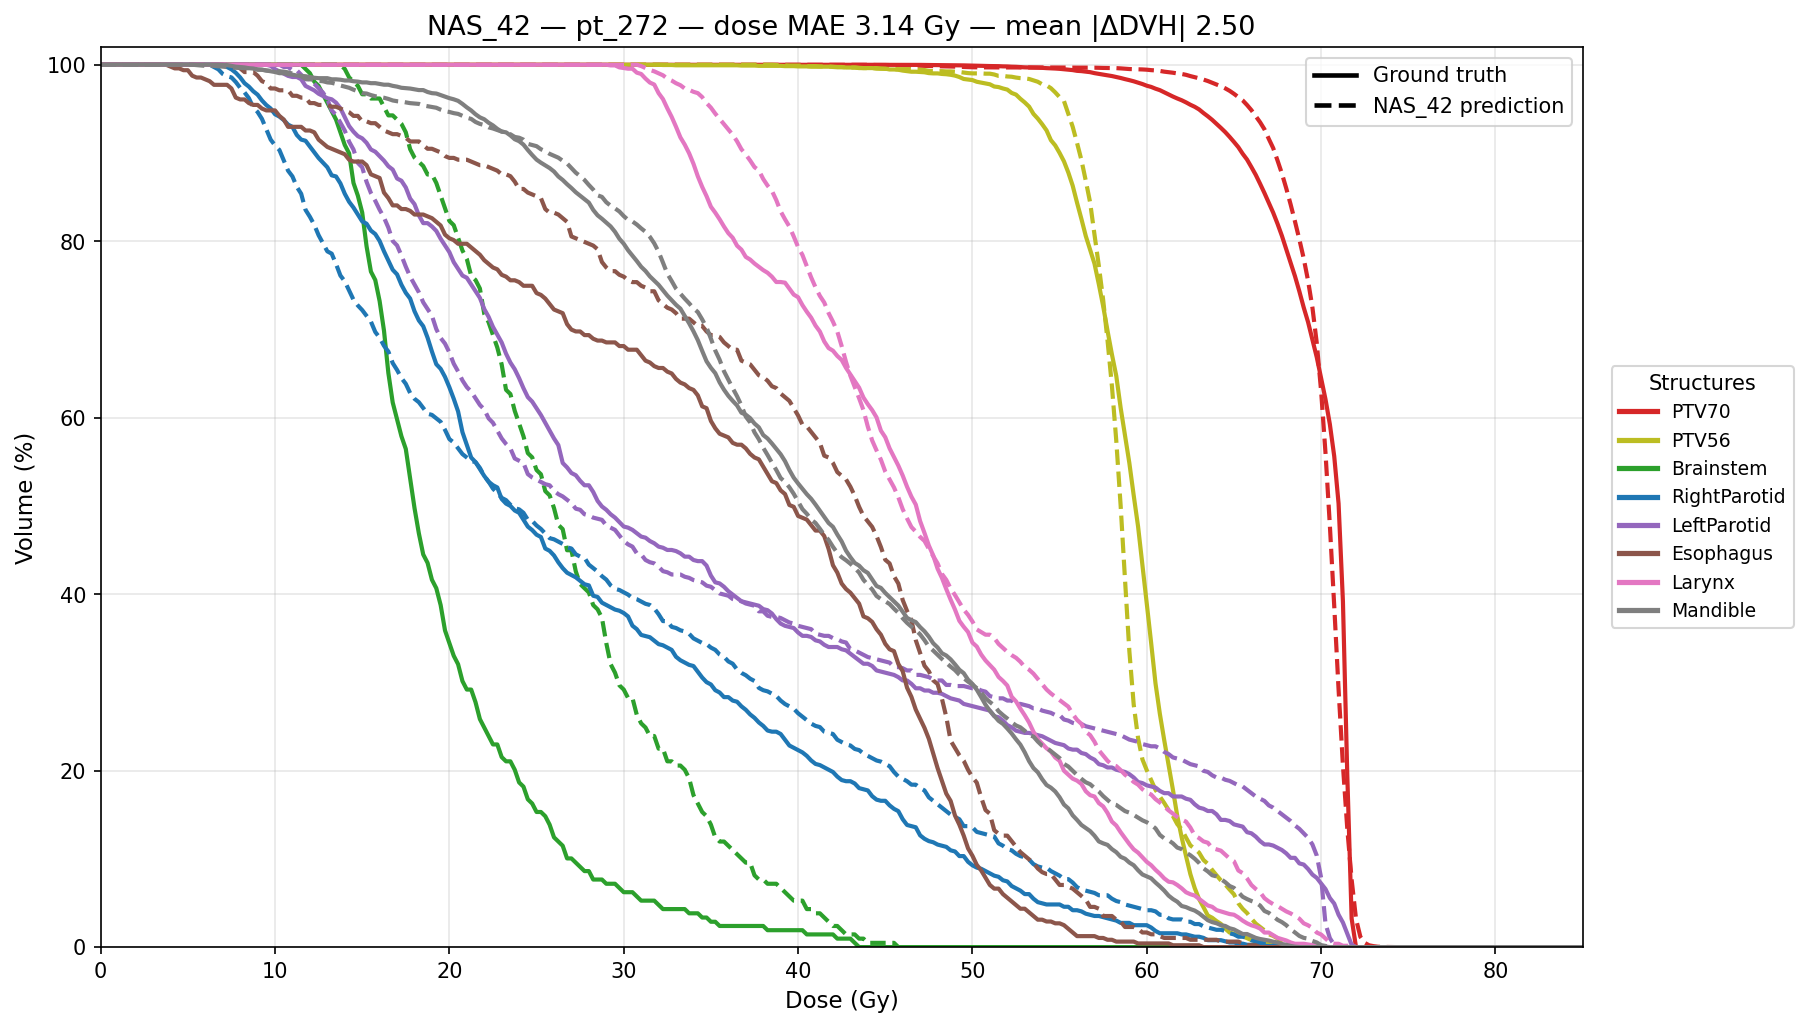 NAS_42 — pt_272 — dose MAE 3.14 Gy — mean |ΔDVH| 2.50
Ground truth
NAS_42 prediction
Volume (%)
100
80
60
40
20
0
0
10
20
30
40
50
60
70
80
Dose (Gy)
Structures
PTV70
PTV56
Brainstem
RightParotid
LeftParotid
Esophagus
Larynx
Mandible